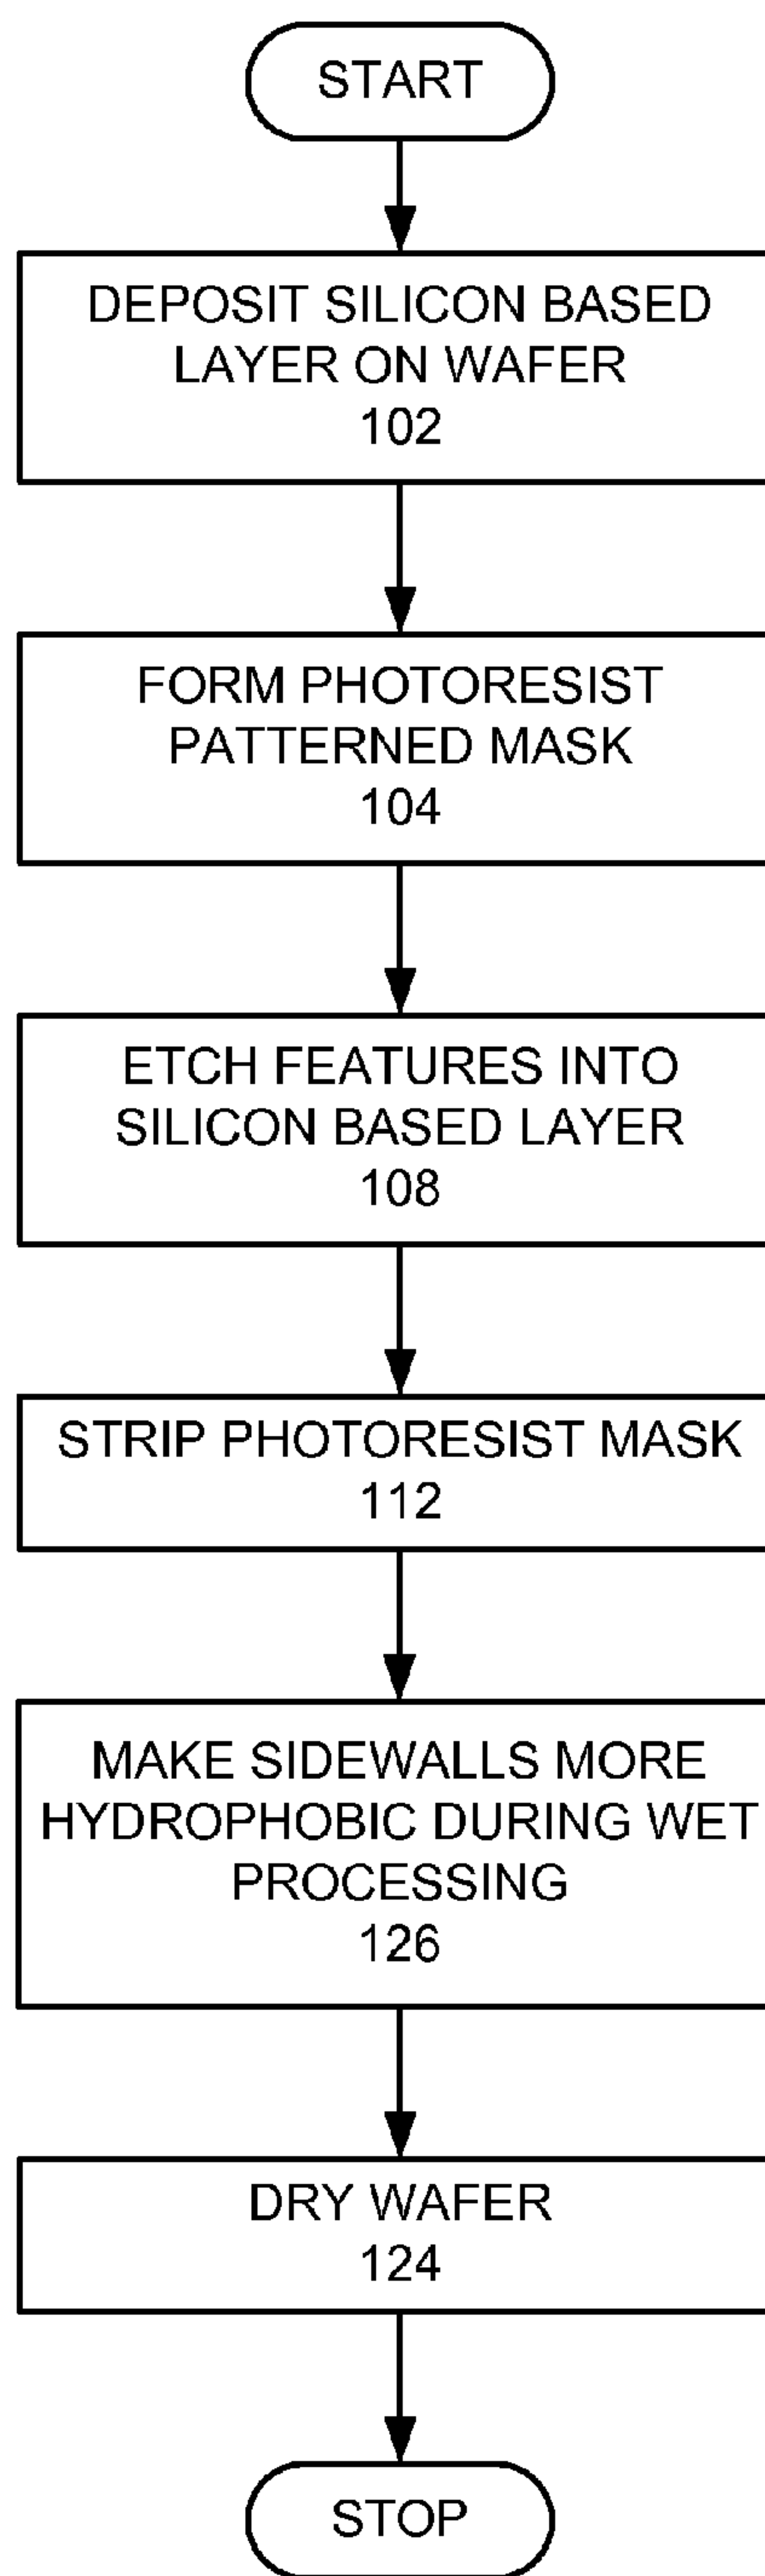 START
DEPOSIT SILICON BASED
LAYER ON WAFER
102
FORM PHOTORESIST
PATTERNED MASK
104
ETCH FEATURES INTO
SILICON BASED LAYER
108
STRIP PHOTORESIST MASK
112
MAKE SIDEWALLS MORE
HYDROPHOBIC DURING WET
PROCESSING
126
DRY WAFER
124
STOP